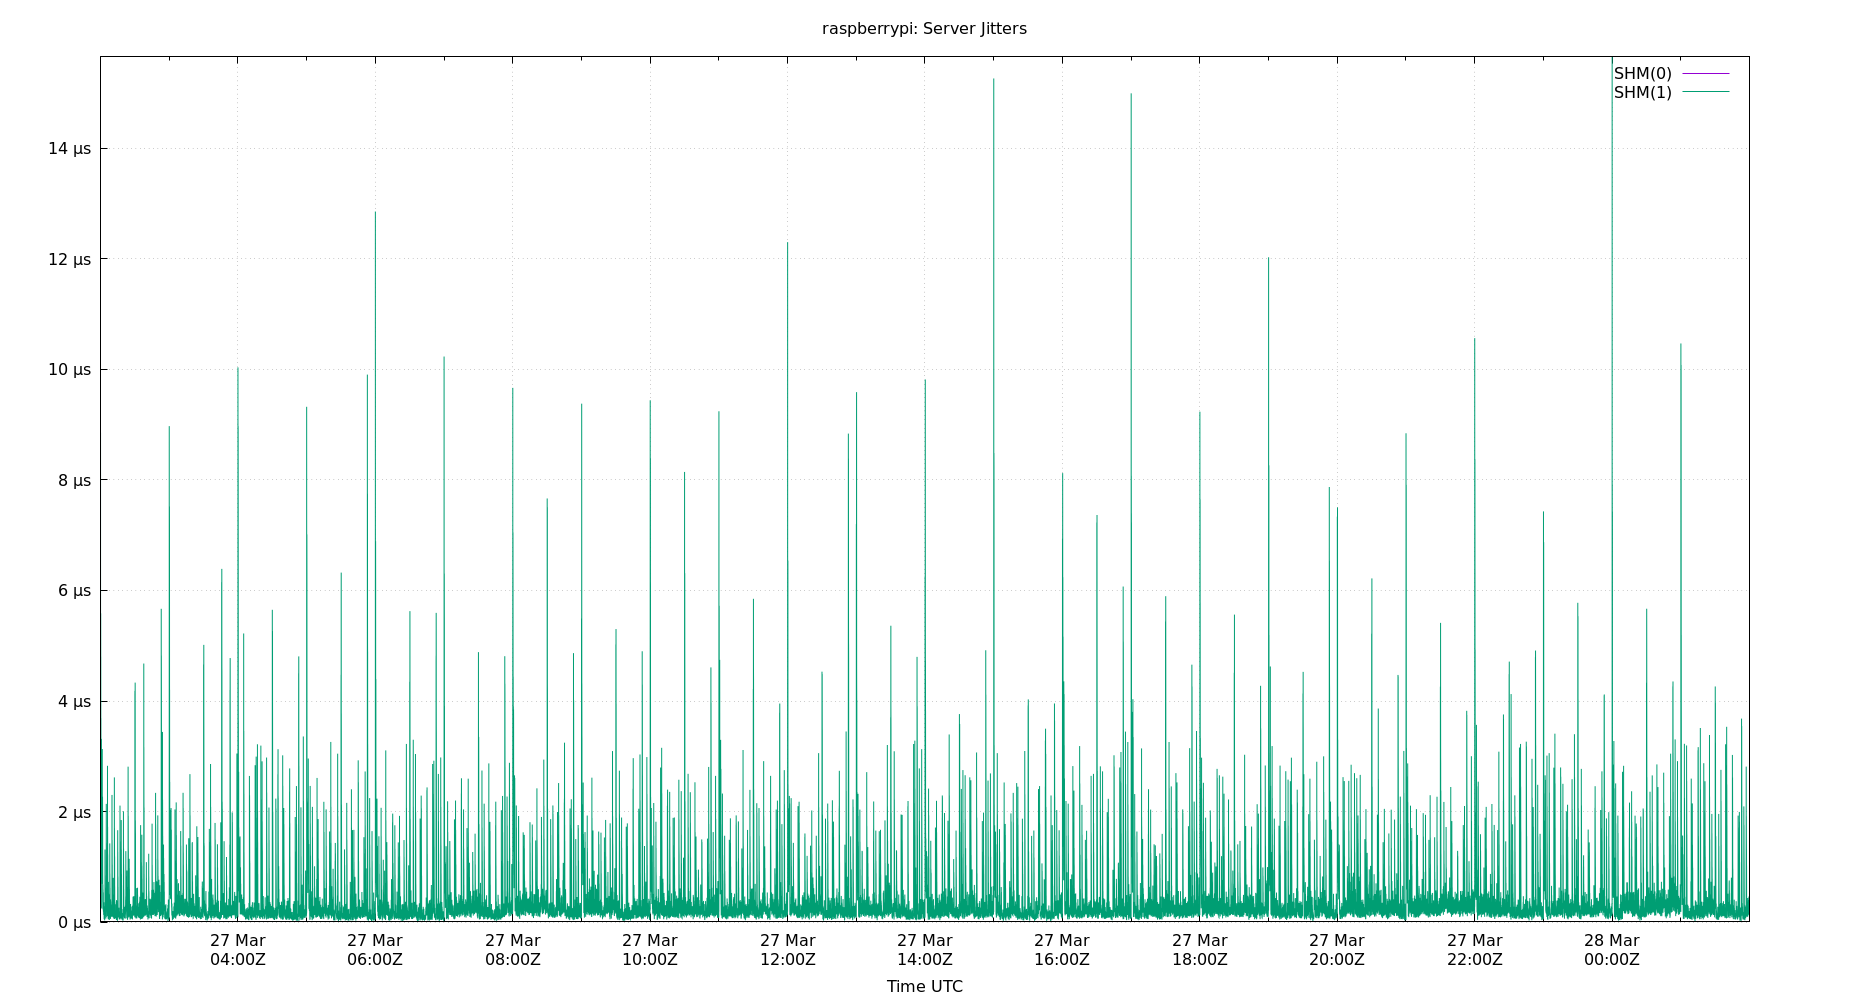 raspberrypi: Server Jitters
SHM(0)
SHM(1)
14 µs
12 µs
10 µs
8 µs
6 µs
4 µs
2 µs
0 µs
27 Mar 27 Mar 27 Mar 27 Mar 27 Mar 27 Mar 27 Mar 27 Mar 27 Mar 27 Mar 28 Mar
04:00Z 06:00Z 08:00Z 10:00Z 12:00Z 14:00Z 16:00Z 18:00Z 20:00Z 22:00Z 00:00Z
Time UTC